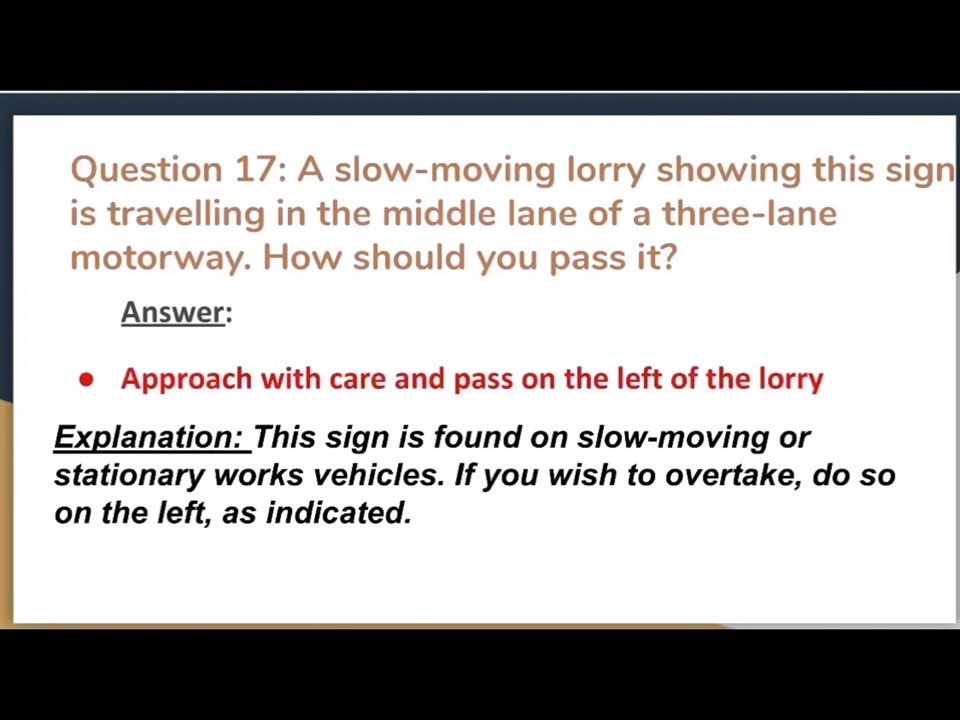 Question 17: A slow-moving lorry showing this sign
is travelling in the middle lane of a three-lane
motorway. How should you pass it?
Answer:
● Approach with care and pass on the left of the lorry
Explanation: This sign is found on slow-moving or
stationary works vehicles. If you wish to overtake, do so
on the left, as indicated.